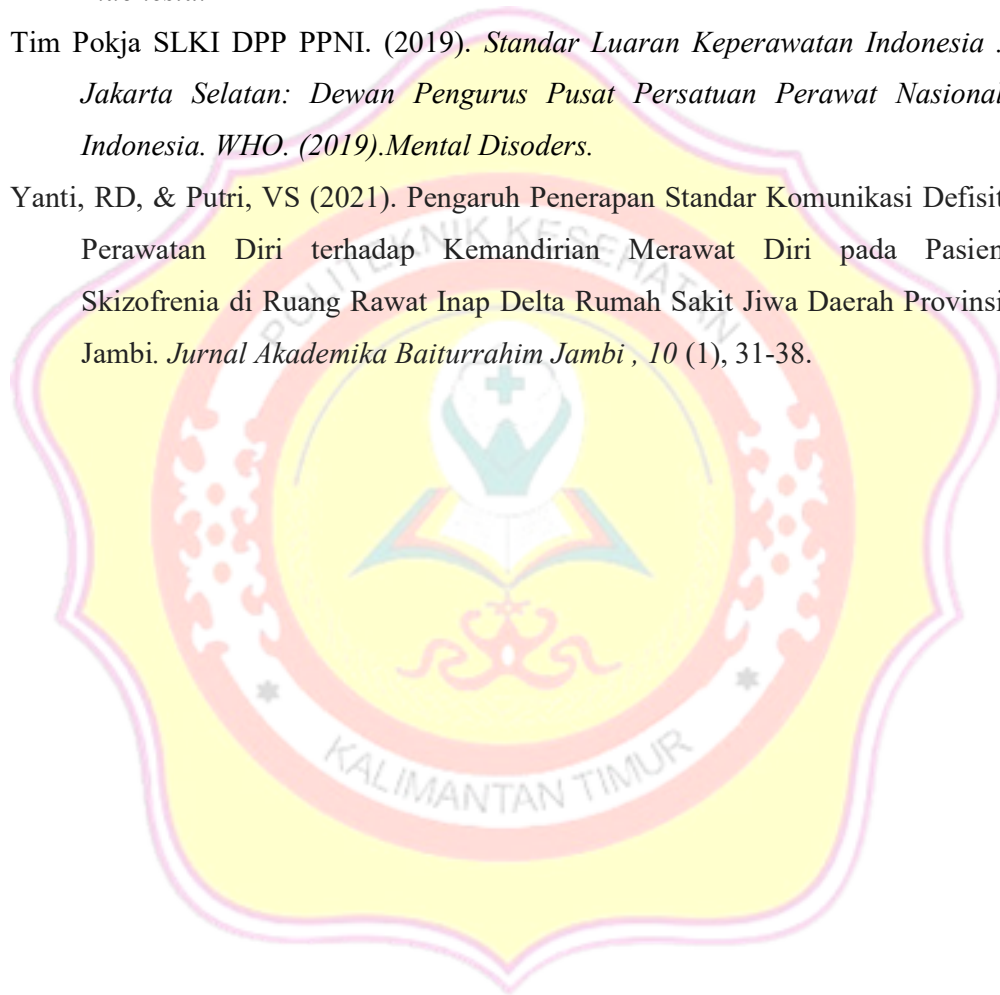 Tim Pokja SLKI DPP PPNI. (2019). Standar Luaran Keperawatan Indonesia .
Jakarta Selatan: Dewan Pengurus Pusat Persatuan Perawat Nasional
Indonesia. WHO. (2019).Mental Disoders.
Yanti, RD, & Putri, VS (2021). Pengaruh Penerapan Standar Komunikasi Defisit
Perawatan Diri terhadap Kemandirian Merawat Diri pada Pasien
Skizofrenia di Ruang Rawat Inap Delta Rumah Sakit Jiwa Daerah Provinsi
Jambi. Jurnal Akademika Baiturrahim Jambi , 10 (1), 31-38.
POLITEKNIK KESEHATAN
KALIMANTAN TIMUR